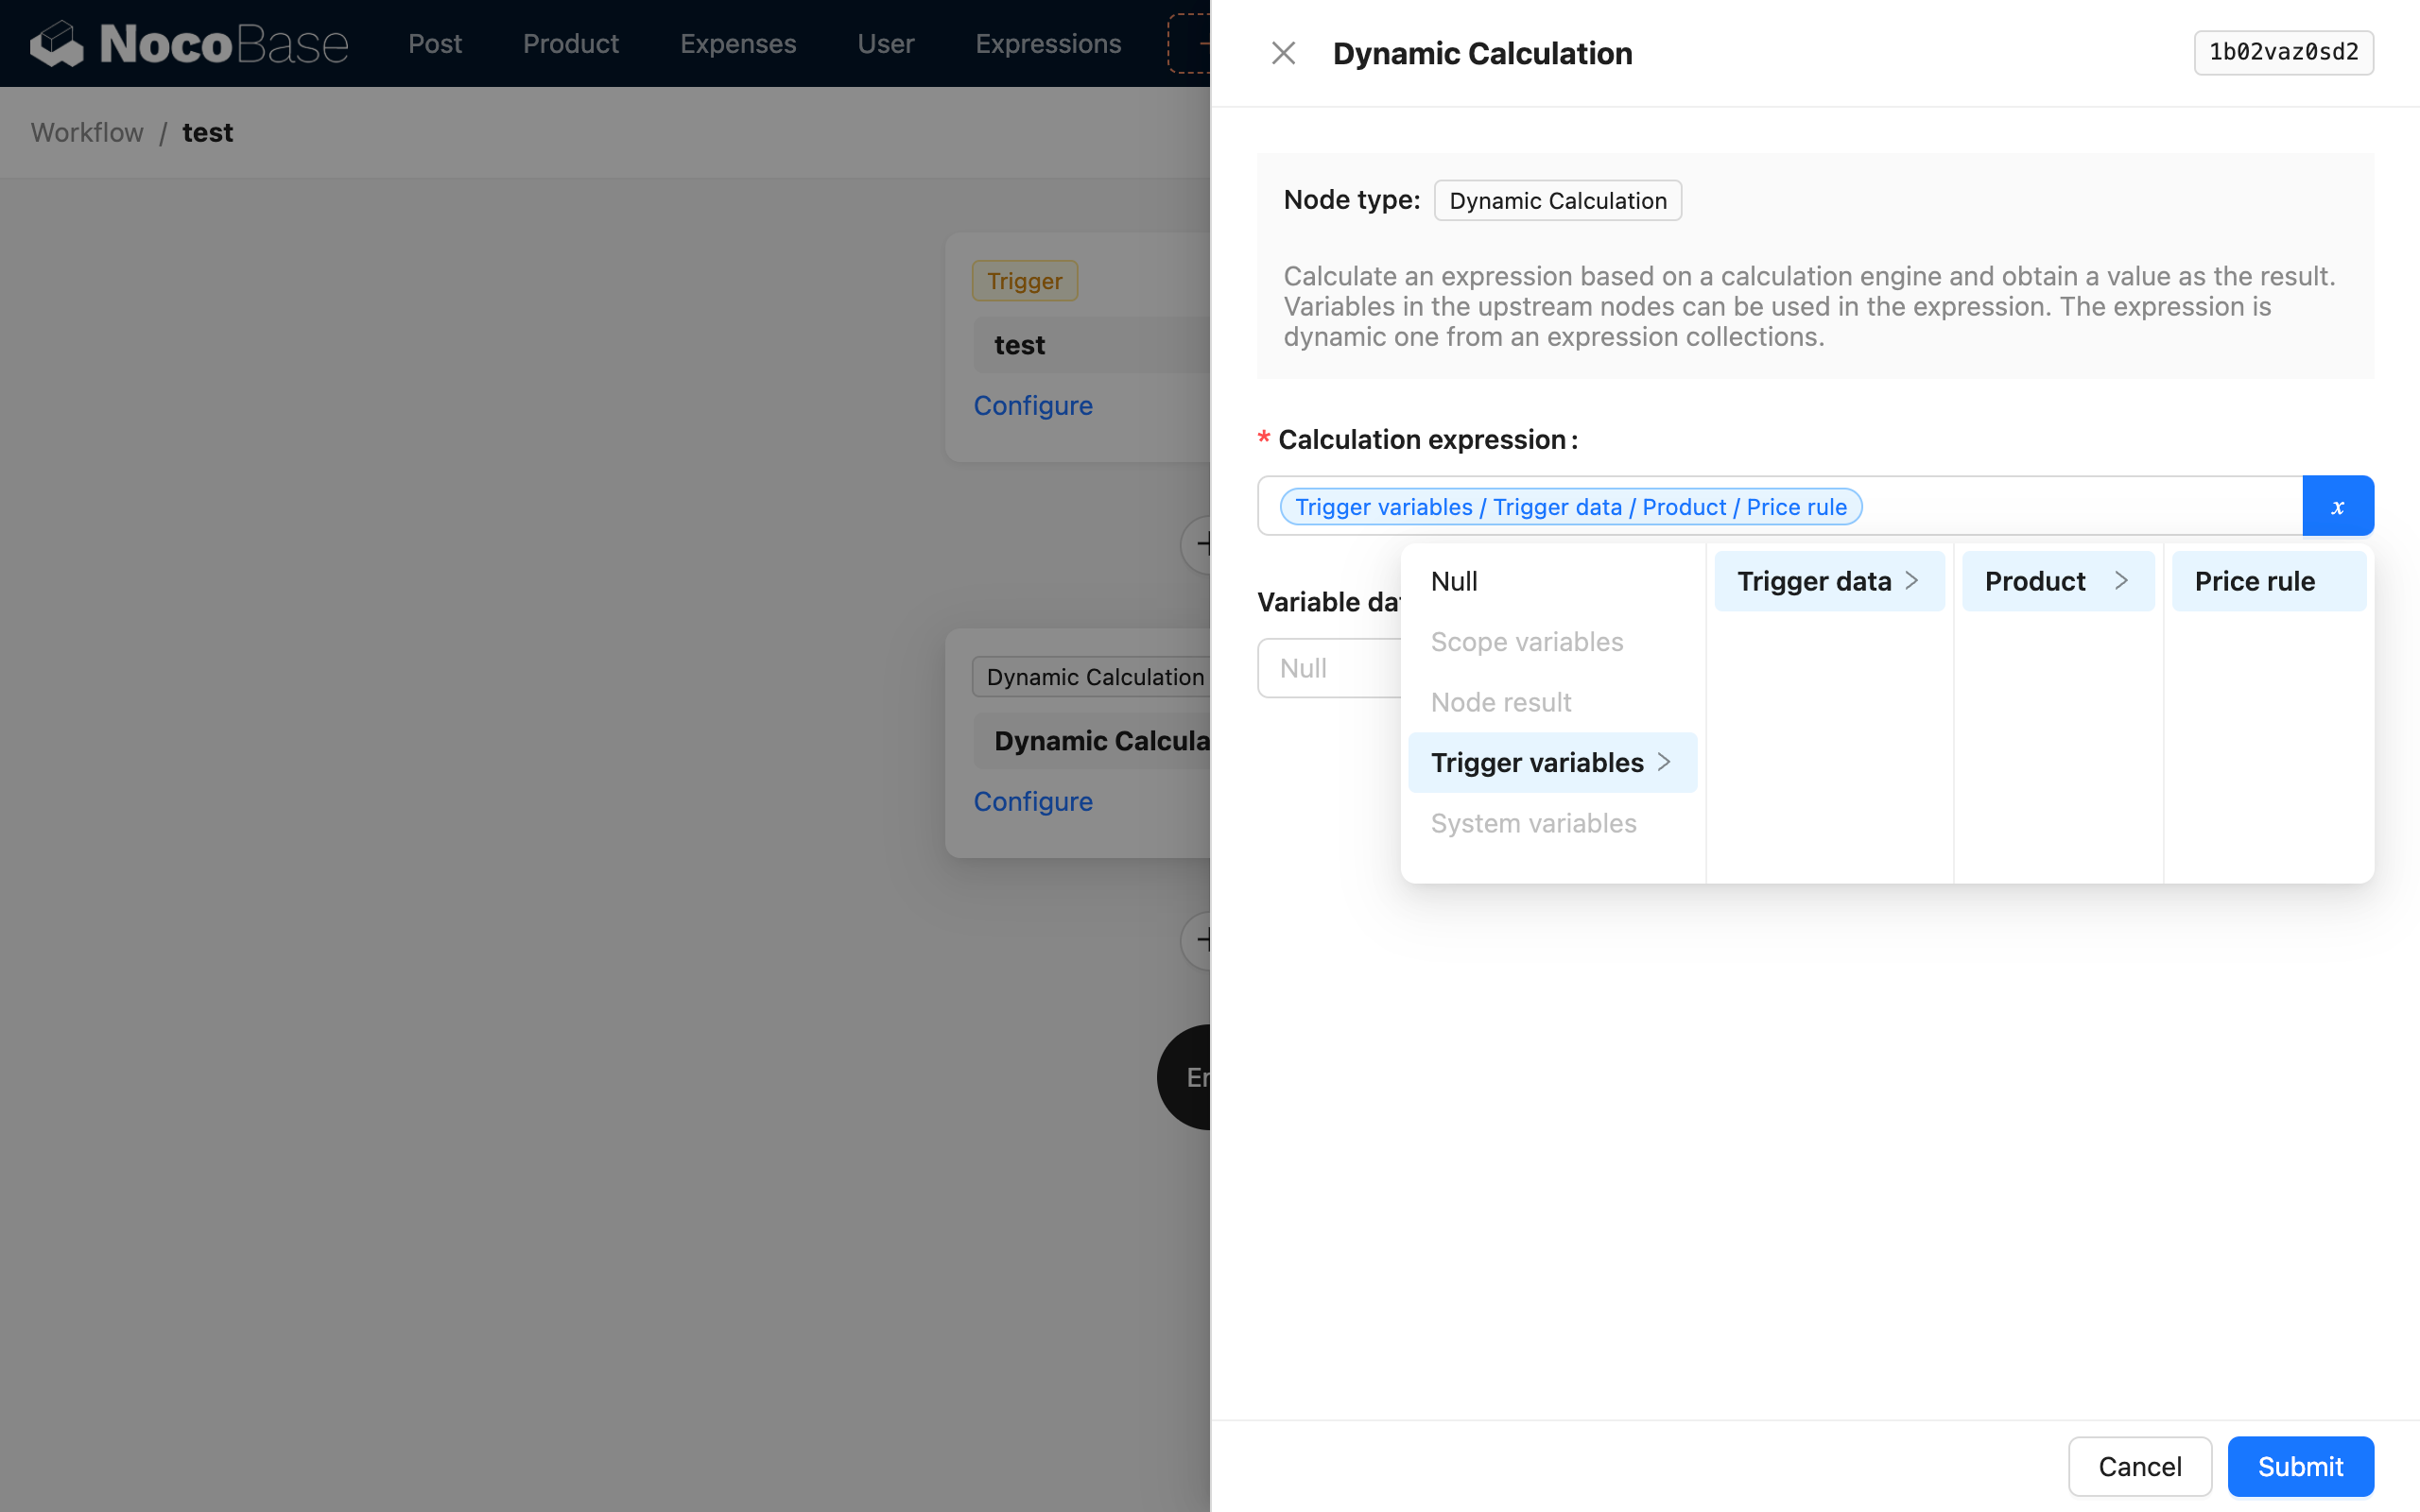 NocoBase
Post
Product
Expenses
User
Expressions
Workflow / test
Trigger
test
Configure
Dynamic Calculation
Dynamic Calcula
Configure
Dynamic Calculation
1b02vaz0sd2
Node type: Dynamic Calculation
Calculate an expression based on a calculation engine and obtain a value as the result.
Variables in the upstream nodes can be used in the expression. The expression is
dynamic one from an expression collections.
* Calculation expression:
Trigger variables / Trigger data / Product / Price rule
x
Variable da
Null
Null
Scope variables
Node result
Trigger variables >
System variables
Trigger data >
Product >
Price rule
Cancel
Submit